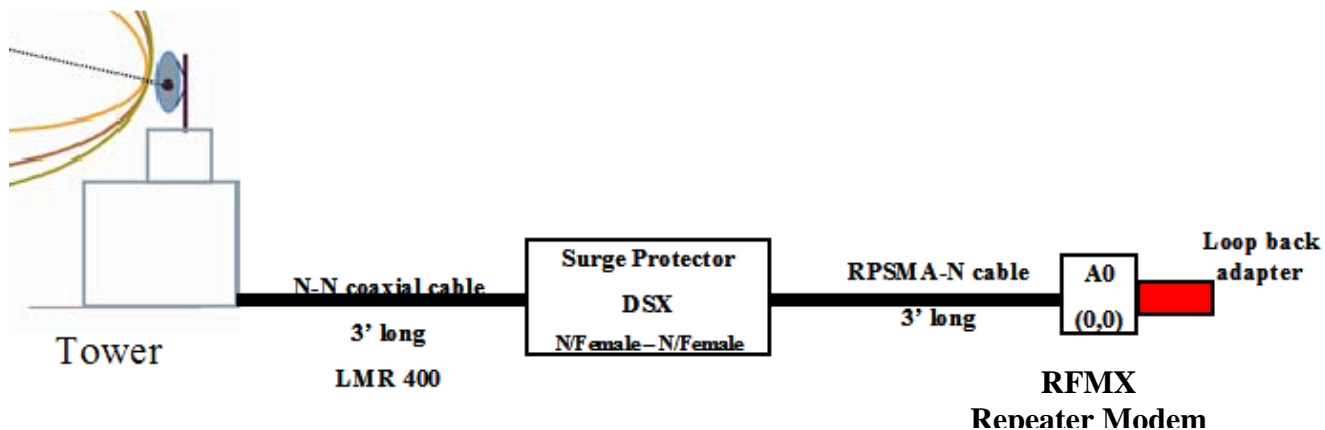 Tower
N-N coaxial cable
3' long
LMR 400
Surge Protector
DSX
N/Female – N/Female
RPSMA-N cable
3' long
A0
(0,0)
Loop back
adapter
RFMX
Repeater Modem